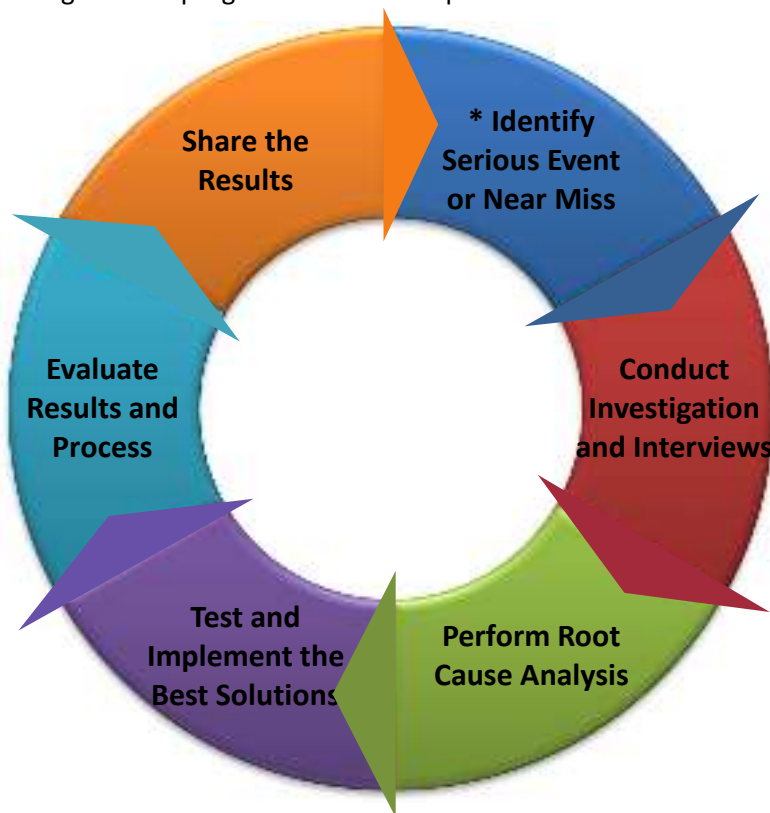 * Identify
Serious Event
or Near Miss
Conduct
Investigation
and Interviews
Perform Root
Cause Analysis
Test and
Implement the
Best Solutions
Evaluate
Results and
Process
Share the
Results